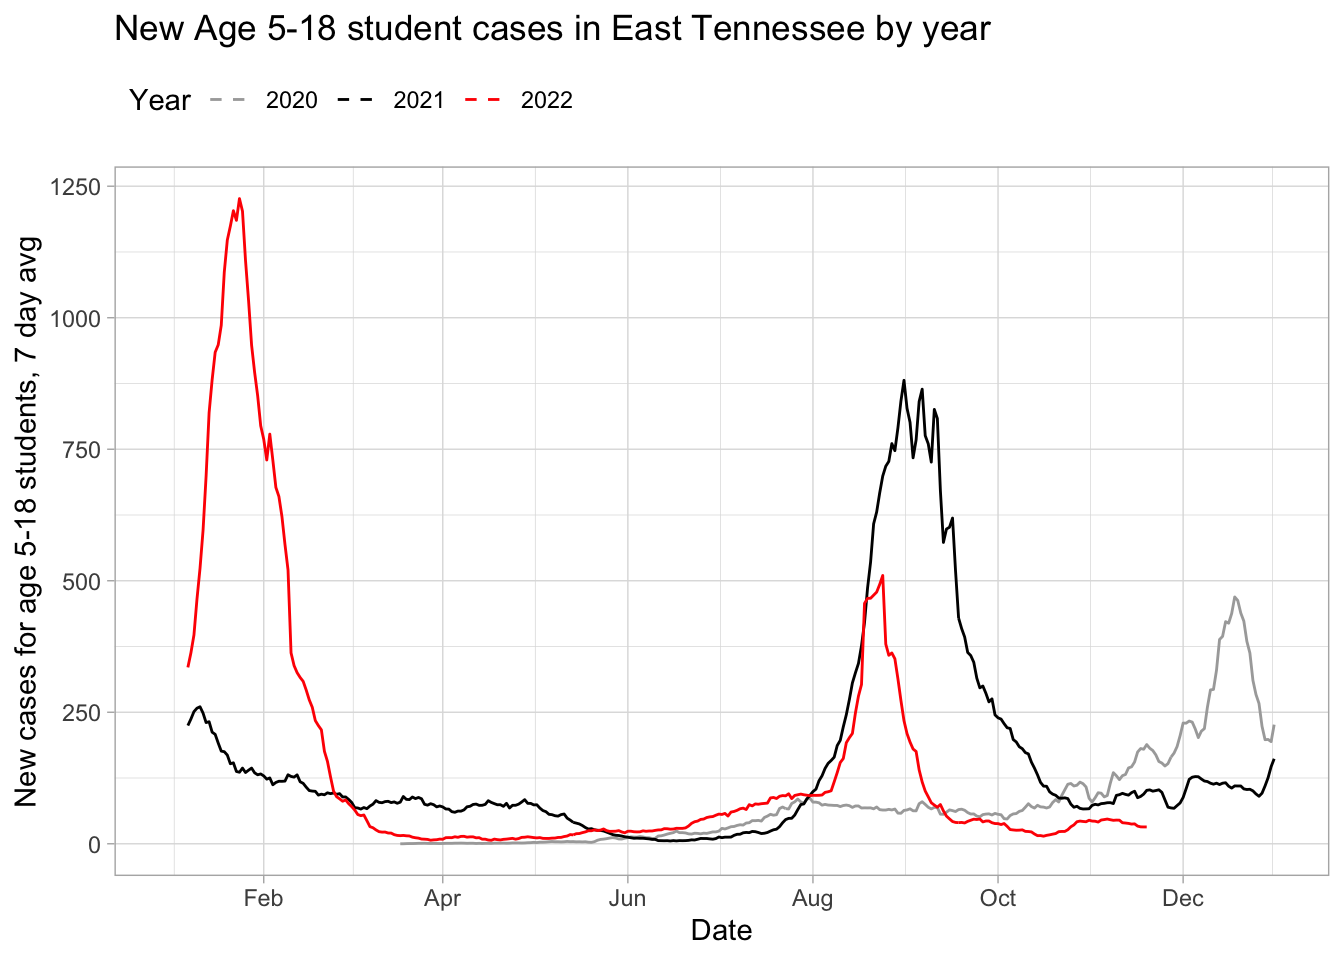 New Age 5-18 student cases in East Tennessee by year
Year 2020 2021 2022
New cases for age 5-18 students, 7 day avg
1250
1000
750
500
250
0
Feb Apr Jun Aug Oct Dec
Date